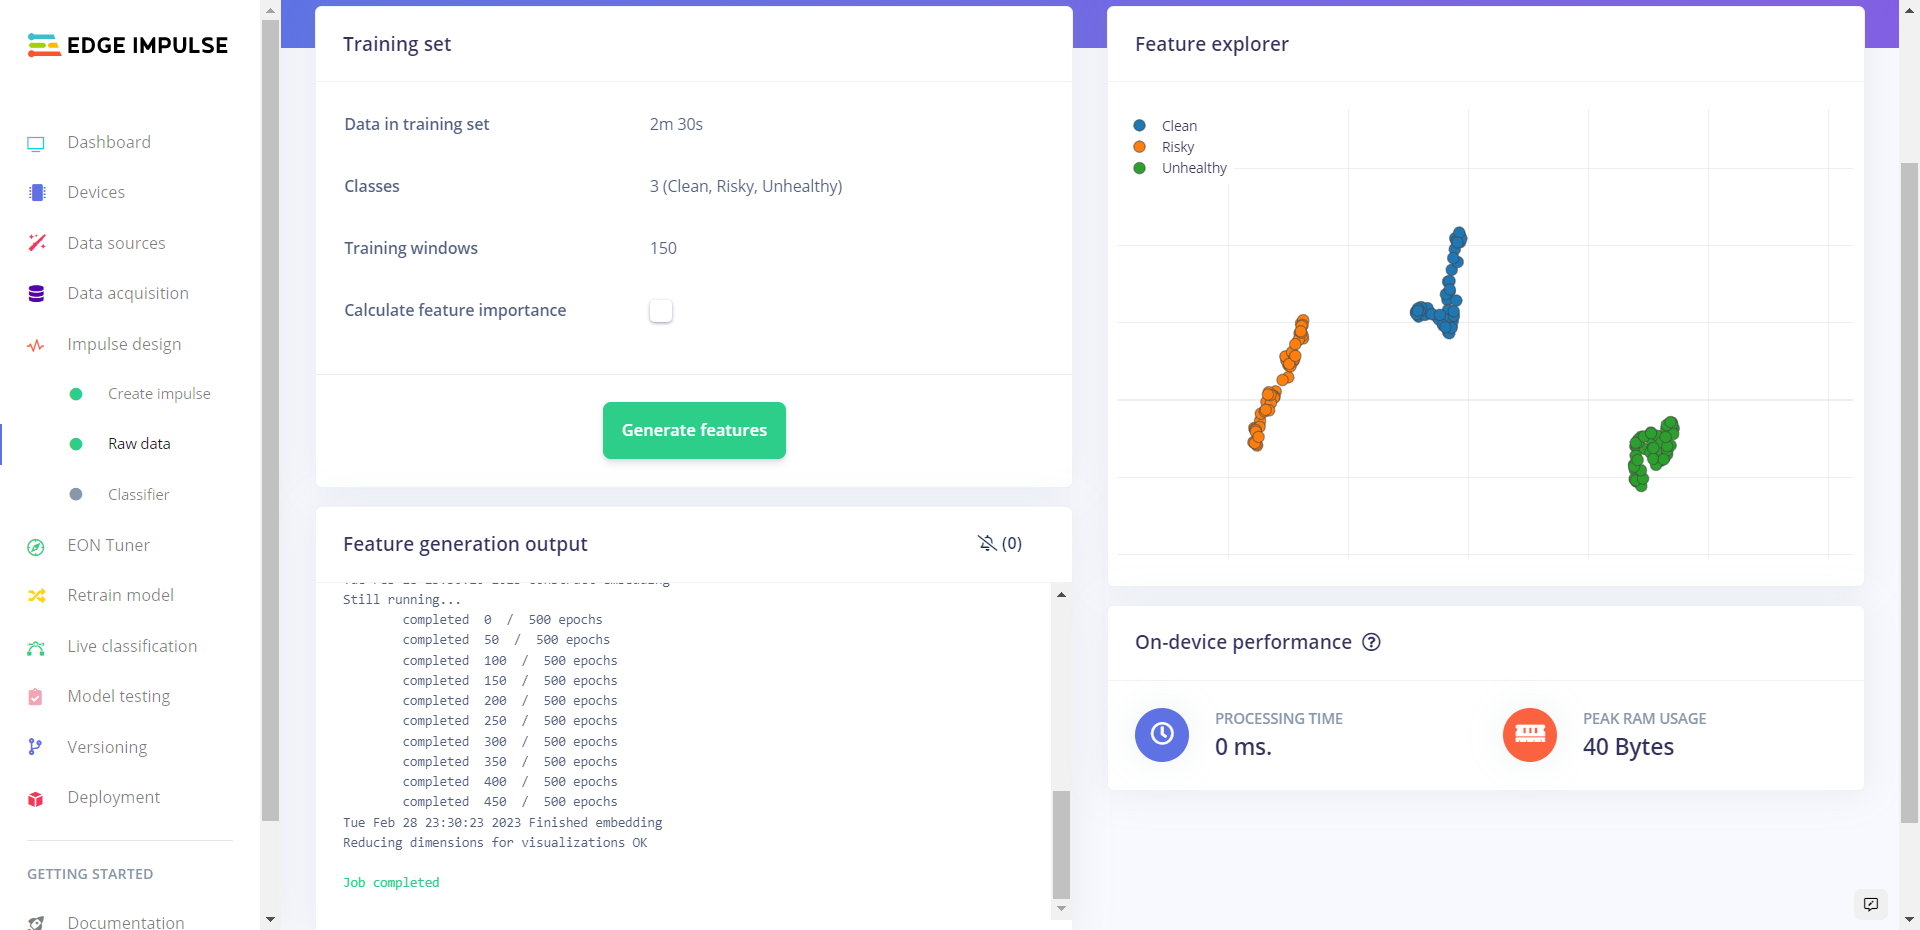 EDGE IMPULSE
Dashboard
Devices
Data sources
Data acquisition
Impulse design
Create impulse
Raw data
Classifier
EON Tuner
Retrain model
Live classification
Model testing
Versioning
Deployment
GETTING STARTED
Documentation
Training set
Data in training set 2m 30s
Classes 3 (Clean, Risky, Unhealthy)
Training windows 150
Calculate feature importance
Generate features
Feature generation output (0)
Still running...
completed 0 / 500 epochs
completed 50 / 500 epochs
completed 100 / 500 epochs
completed 150 / 500 epochs
completed 200 / 500 epochs
completed 250 / 500 epochs
completed 300 / 500 epochs
completed 350 / 500 epochs
completed 400 / 500 epochs
completed 450 / 500 epochs
Tue Feb 28 23:30:23 2023 Finished embedding
Reducing dimensions for visualizations OK
Job completed
Feature explorer
Clean
Risky
Unhealthy
On-device performance
PROCESSING TIME
0 ms.
PEAK RAM USAGE
40 Bytes